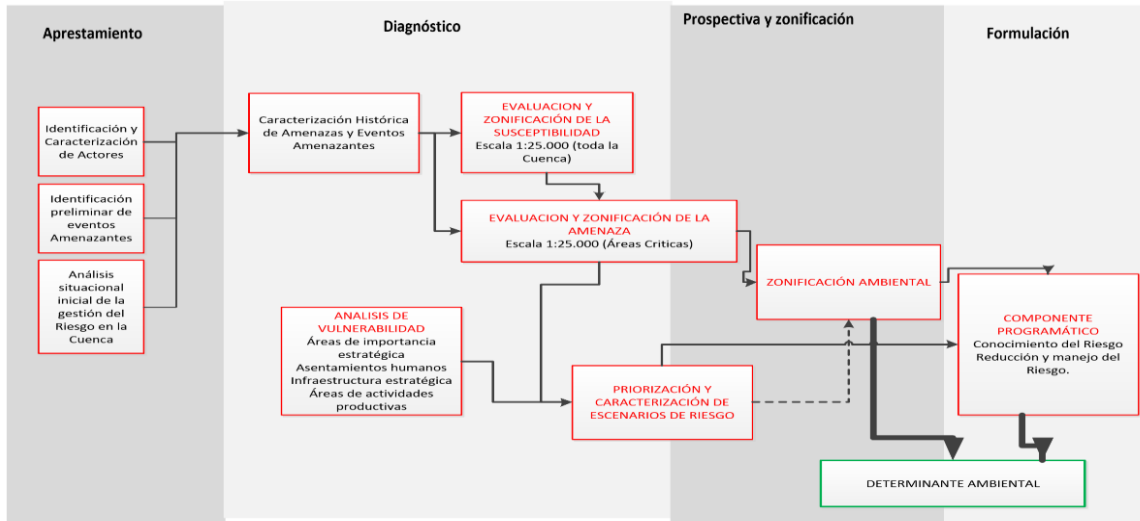 Aprestamiento
Diagnóstico
Prospectiva y zonificación
Formulación
Identificación y
Caracterización
de Actores
Identificación
preliminar de
eventos
Amenazantes
Análisis
situacional
inicial de la
gestión del
Riesgo en la
Cuenca
Caracterización Histórica
de Amenazas y Eventos
Amenazantes
EVALUACION Y
ZONIFICACIÓN DE LA
SUSCEPTIBILIDAD
Escala 1:25.000 (toda la
Cuenca)
EVALUACION Y ZONIFICACIÓN DE LA
AMENAZA
Escala 1:25.000 (Áreas Criticas)
ANALISIS DE
VULNERABILIDAD
Áreas de importancia
estratégica
Asentamientos humanos
Infraestructura estratégica
Áreas de actividades
productivas
PRIORIZACIÓN Y
CARACTERIZACIÓN DE
ESCENARIOS DE RIESGO
ZONIFICACIÓN AMBIENTAL
COMPONENTE
PROGRAMÁTICO
Conocimiento del Riesgo
Reducción y manejo del
Riesgo.
DETERMINANTE AMBIENTAL